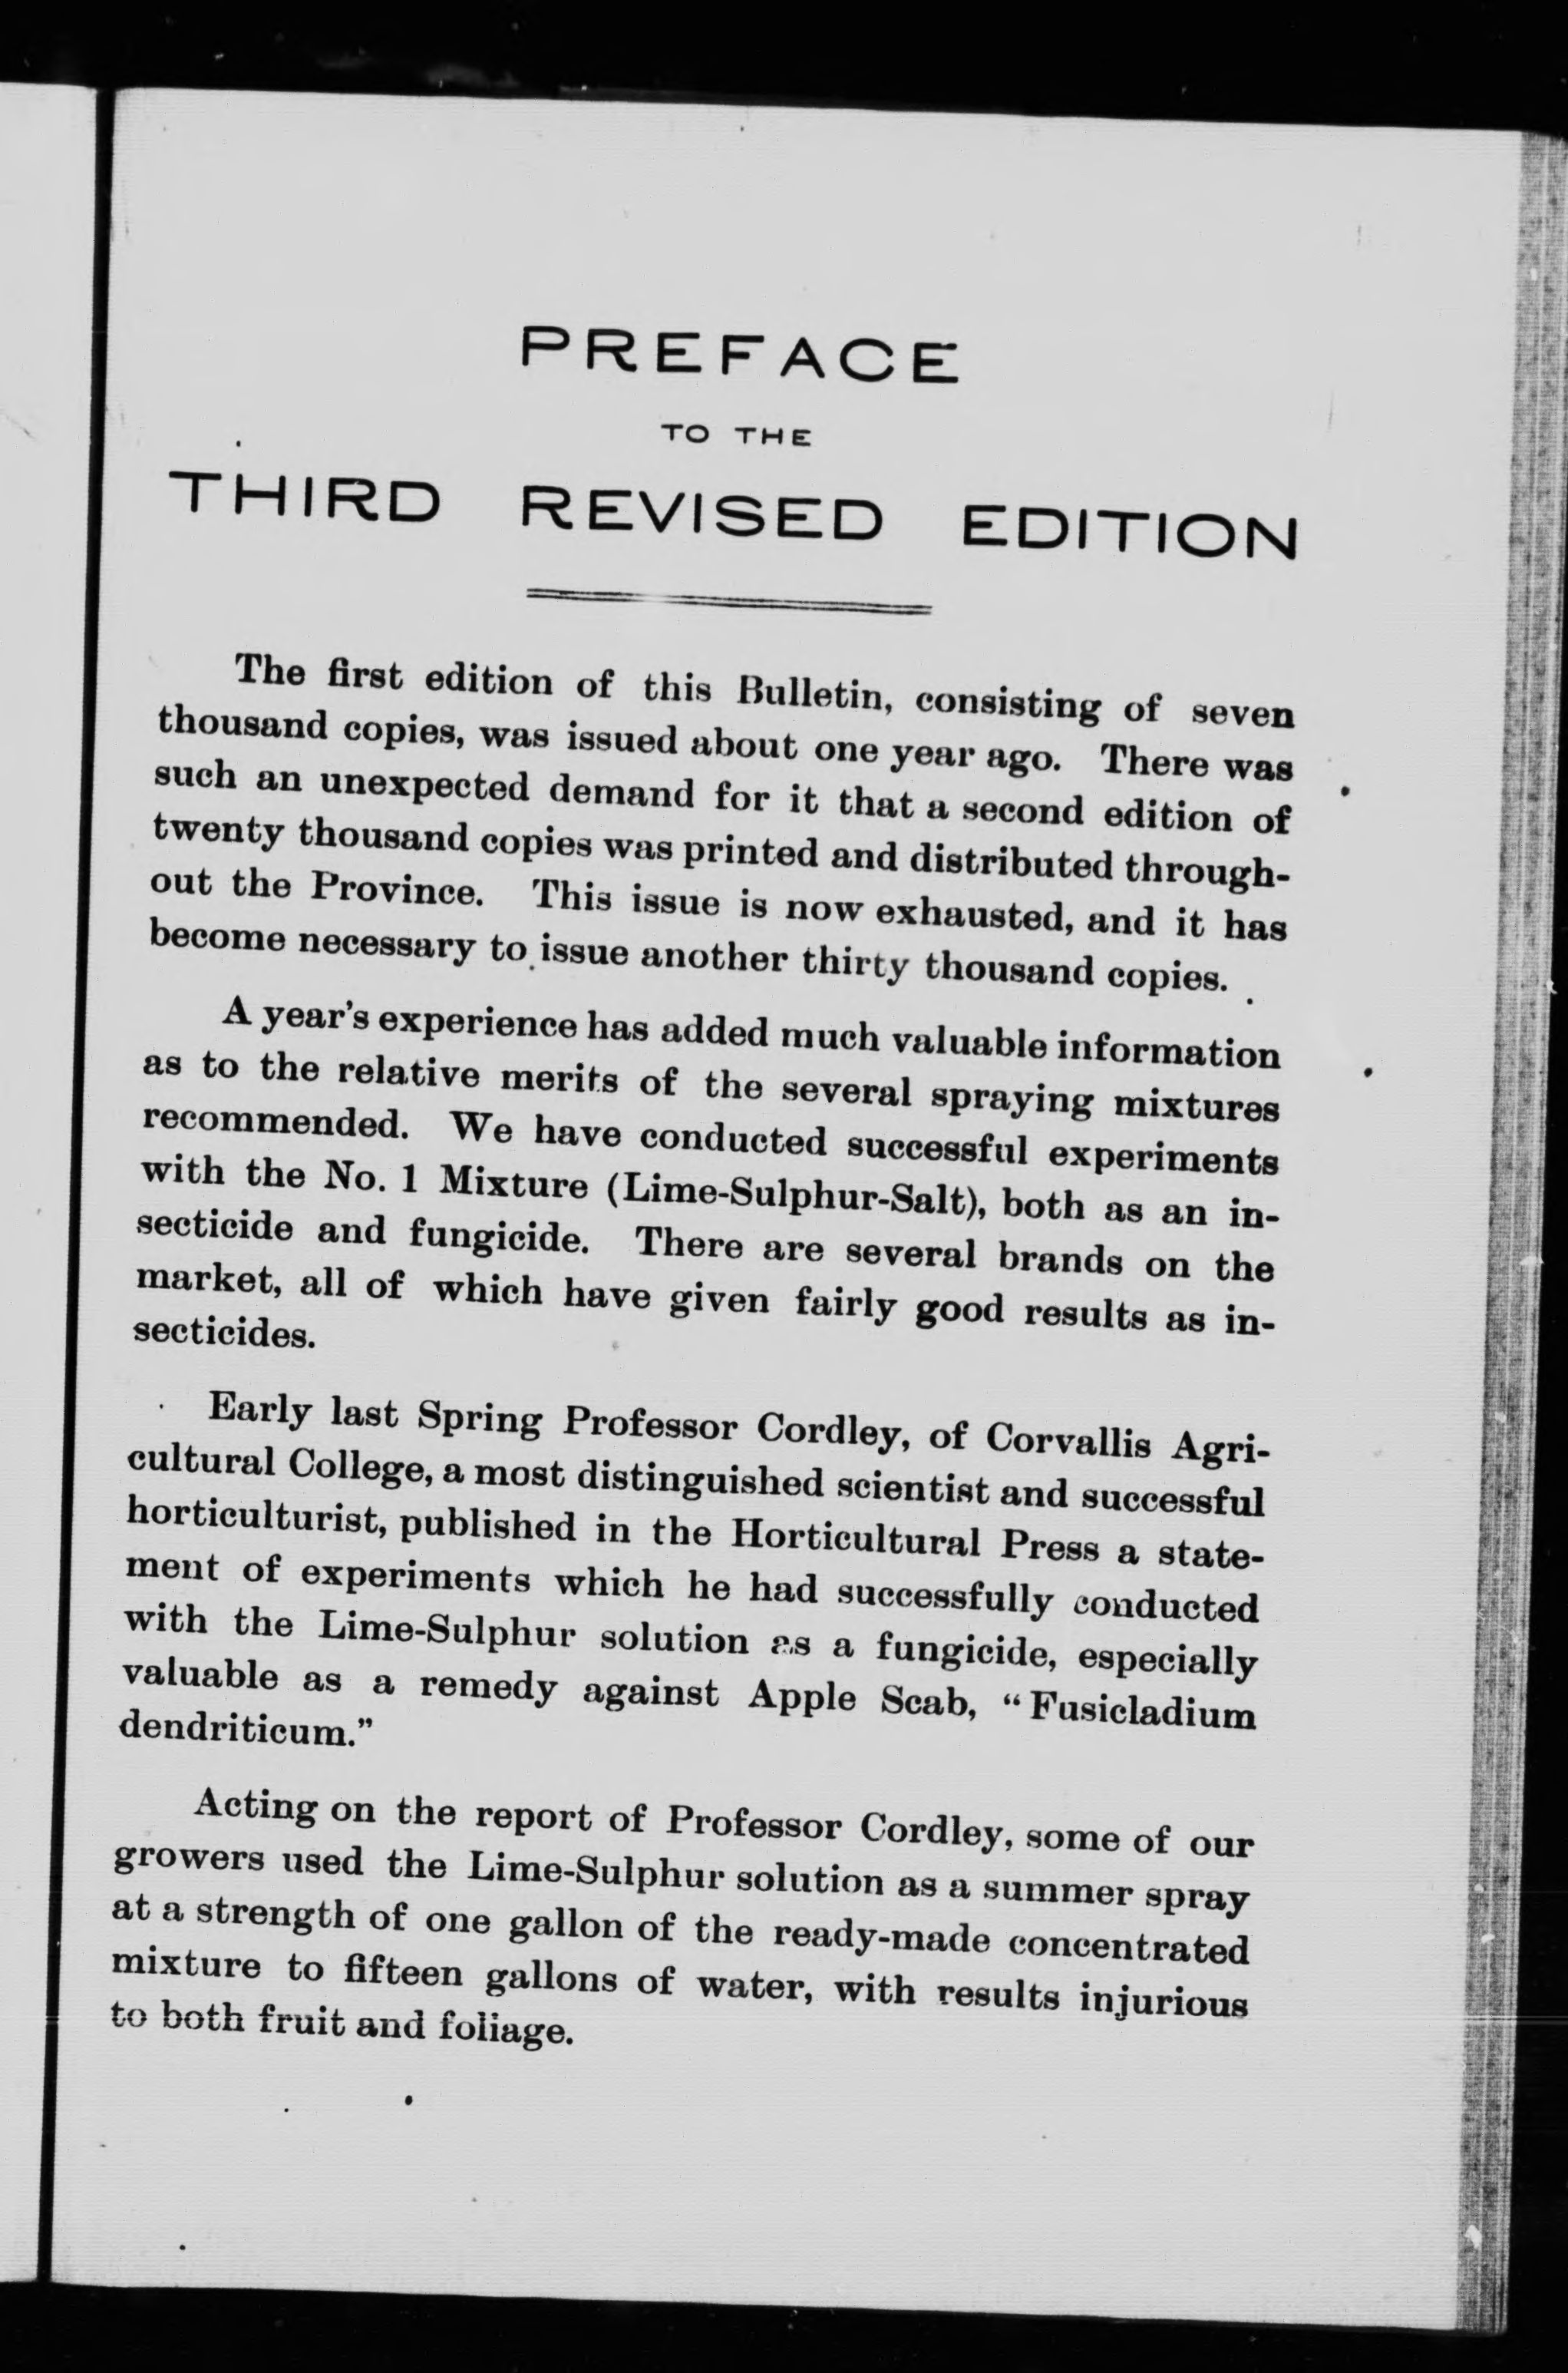 PREFACE
TO THE
THIRD REVISED EDITION
The first edition of this Bulletin, consisting of seven
thousand copies, was issued about one year ago. There was
such an unexpected demand for it that a second edition of
twenty thousand copies was printed and distributed through-
out the Province. This issue is now exhausted, and it has
become necessary to issue another thirty thousand copies.
A year's experience has added much valuable information
as to the relative merits of the several spraying mixtures
recommended. We have conducted successful experiments
with the No. 1 Mixture (Lime-Sulphur-Salt), both as an in-
secticide and fungicide. There are several brands on the
market, all of which have given fairly good results as in-
secticides.
Early last Spring Professor Cordley, of Corvallis Agri-
cultural College, a most distinguished scientist and successful
horticulturist, published in the Horticultural Press a state-
ment of experiments which he had successfully conducted
with the Lime-Sulphur solution as a fungicide, especially
valuable as a remedy against Apple Scab, "Fusicladium
dendriticum."
Acting on the report of Professor Cordley, some of our
growers used the Lime-Sulphur solution as a summer spray
at a strength of one gallon of the ready-made concentrated
mixture to fifteen gallons of water, with results injurious
to both fruit and foliage.